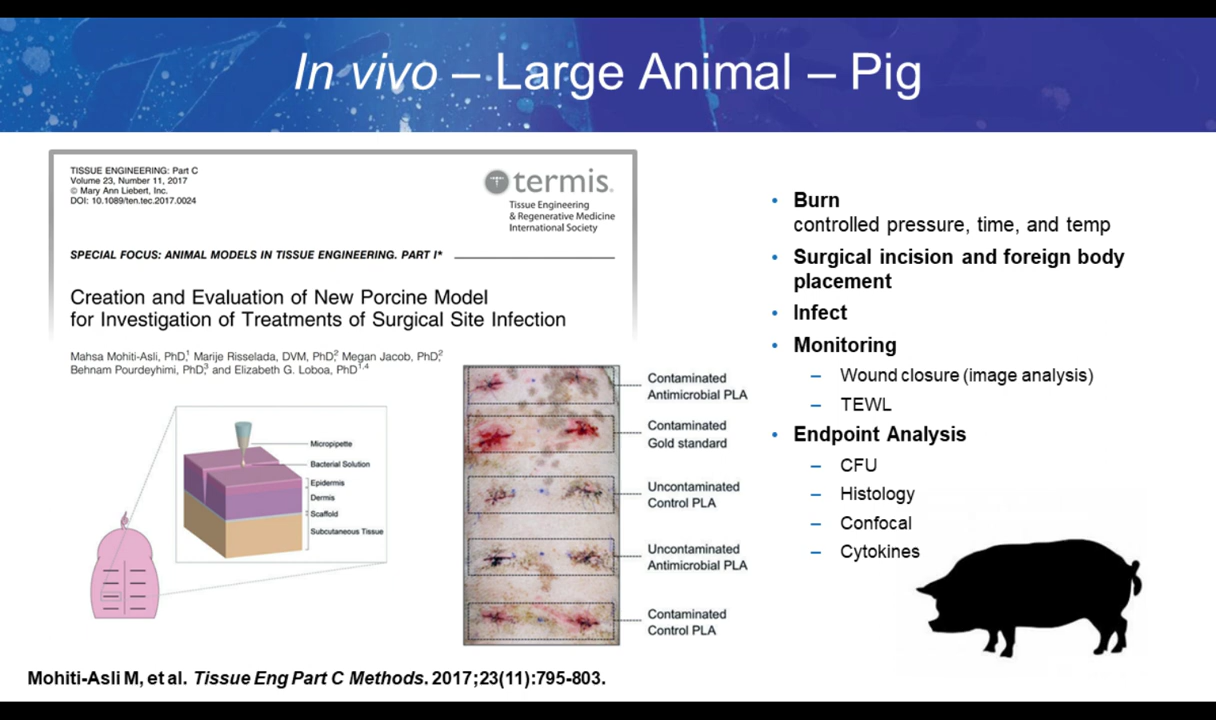 In vivo – Large Animal – Pig
TISSUE ENGINEERING: Part C
Volume 23, Number 11, 2017
© Mary Ann Liebert, Inc.
DOI: 10.1089/ten.tec.2017.0024
termis.
Tissue Engineering
& Regenerative Medicine
International Society
SPECIAL FOCUS: ANIMAL MODELS IN TISSUE ENGINEERING. PART I*
Creation and Evaluation of New Porcine Model
for Investigation of Treatments of Surgical Site Infection
Mahsa Mohiti-Asli, PhD,1 Marije Risselada, DVM, PhD,2 Megan Jacob, PhD,2
Behnam Pourdeyhimi, PhD,3 and Elizabeth G. Loboa, PhD1,4
Micropipette
Bacterial Solution
Epidermis
Dermis
Scaffold
Subcutaneous Tissue
Contaminated
Antimicrobial PLA
Contaminated
Gold standard
Uncontaminated
Control PLA
Uncontaminated
Antimicrobial PLA
Contaminated
Control PLA
• Burn
controlled pressure, time, and temp
• Surgical incision and foreign body
placement
• Infect
• Monitoring
– Wound closure (image analysis)
– TEWL
• Endpoint Analysis
– CFU
– Histology
– Confocal
– Cytokines
Mohiti-Asli M, et al. Tissue Eng Part C Methods. 2017;23(11):795-803.